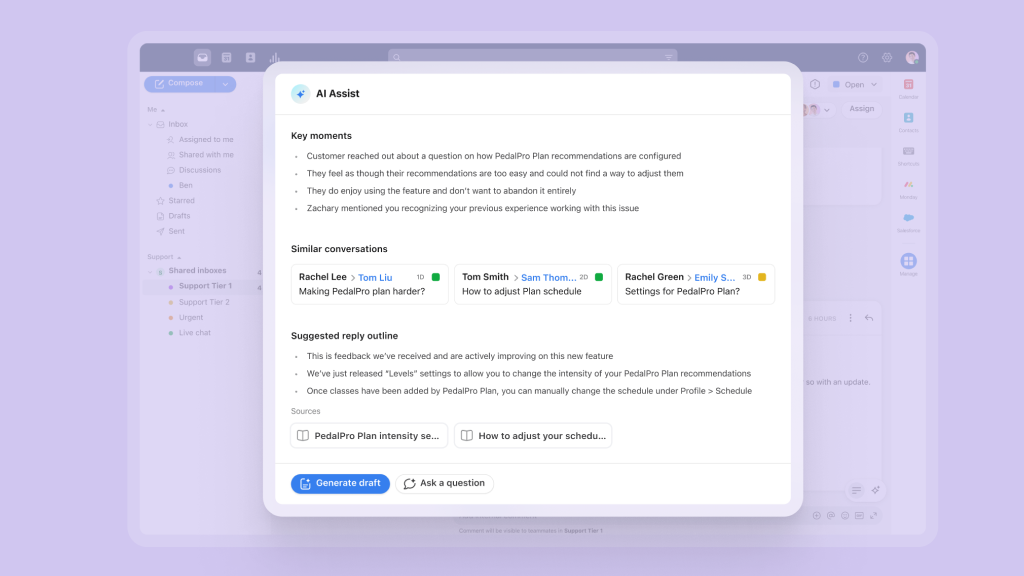 Compose
Me
Inbox
Assigned to me
Shared with me
Discussions
Ben
Starred
Drafts
Sent
Support
Shared inboxes 4
Support Tier 1 4
Support Tier 2
Urgent
Live chat
AI Assist
Key moments
Customer reached out about a question on how PedalPro Plan recommendations are configured
They feel as though their recommendations are too easy and could not find a way to adjust them
They do enjoy using the feature and don't want to abandon it entirely
Zachary mentioned you recognizing your previous experience working with this issue
Similar conversations
Rachel Lee > Tom Liu 1D
Making PedalPro plan harder?
Tom Smith > Sam Thom... 2D
How to adjust Plan schedule
Rachel Green > Emily S... 3D
Settings for PedalPro Plan?
Suggested reply outline
This is feedback we've received and are actively improving on this new feature
We've just released “Levels” settings to allow you to change the intensity of your PedalPro Plan recommendations
Once classes have been added by PedalPro Plan, you can manually change the schedule under Profile > Schedule
Sources
PedalPro Plan intensity se...
How to adjust your schedu...
Generate draft
Ask a question
Open
Assign
HOURS
so with an update.
Comment will be visible to teammates in Support Tier 1
Calendar
Contacts
Shortcuts
Monday
Salesforce
Manage